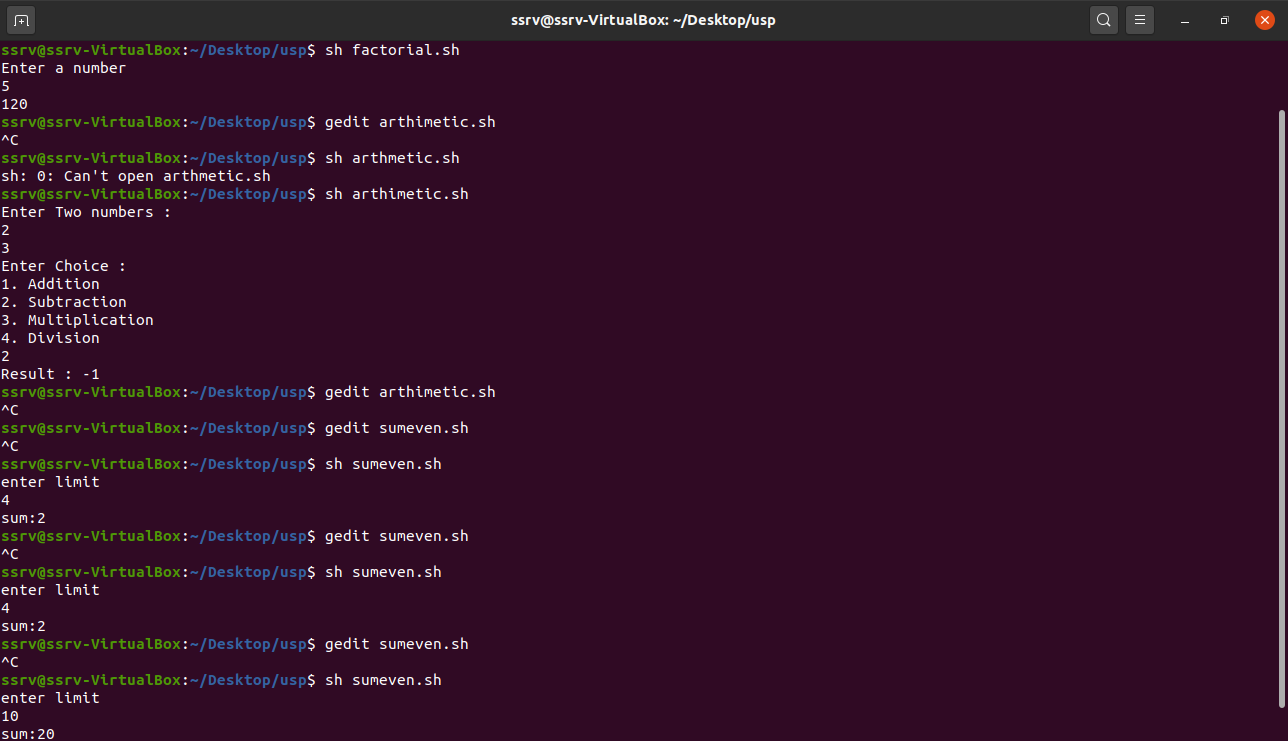 ssrv@ssrv-VirtualBox: ~/Desktop/usp
ssrv@ssrv-VirtualBox:~/Desktop/usp$ sh factorial.sh
Enter a number
5
120
ssrv@ssrv-VirtualBox:~/Desktop/usp$ gedit arthimetic.sh
^C
ssrv@ssrv-VirtualBox:~/Desktop/usp$ sh arthmetic.sh
sh: 0: Can't open arthmetic.sh
ssrv@ssrv-VirtualBox:~/Desktop/usp$ sh arthimetic.sh
Enter Two numbers :
2
3
Enter Choice :
1. Addition
2. Subtraction
3. Multiplication
4. Division
2
Result : -1
ssrv@ssrv-VirtualBox:~/Desktop/usp$ gedit arthimetic.sh
^C
ssrv@ssrv-VirtualBox:~/Desktop/usp$ gedit sumeven.sh
^C
ssrv@ssrv-VirtualBox:~/Desktop/usp$ sh sumeven.sh
enter limit
4
sum:2
ssrv@ssrv-VirtualBox:~/Desktop/usp$ gedit sumeven.sh
^C
ssrv@ssrv-VirtualBox:~/Desktop/usp$ sh sumeven.sh
enter limit
4
sum:2
ssrv@ssrv-VirtualBox:~/Desktop/usp$ gedit sumeven.sh
^C
ssrv@ssrv-VirtualBox:~/Desktop/usp$ sh sumeven.sh
enter limit
10
sum:20